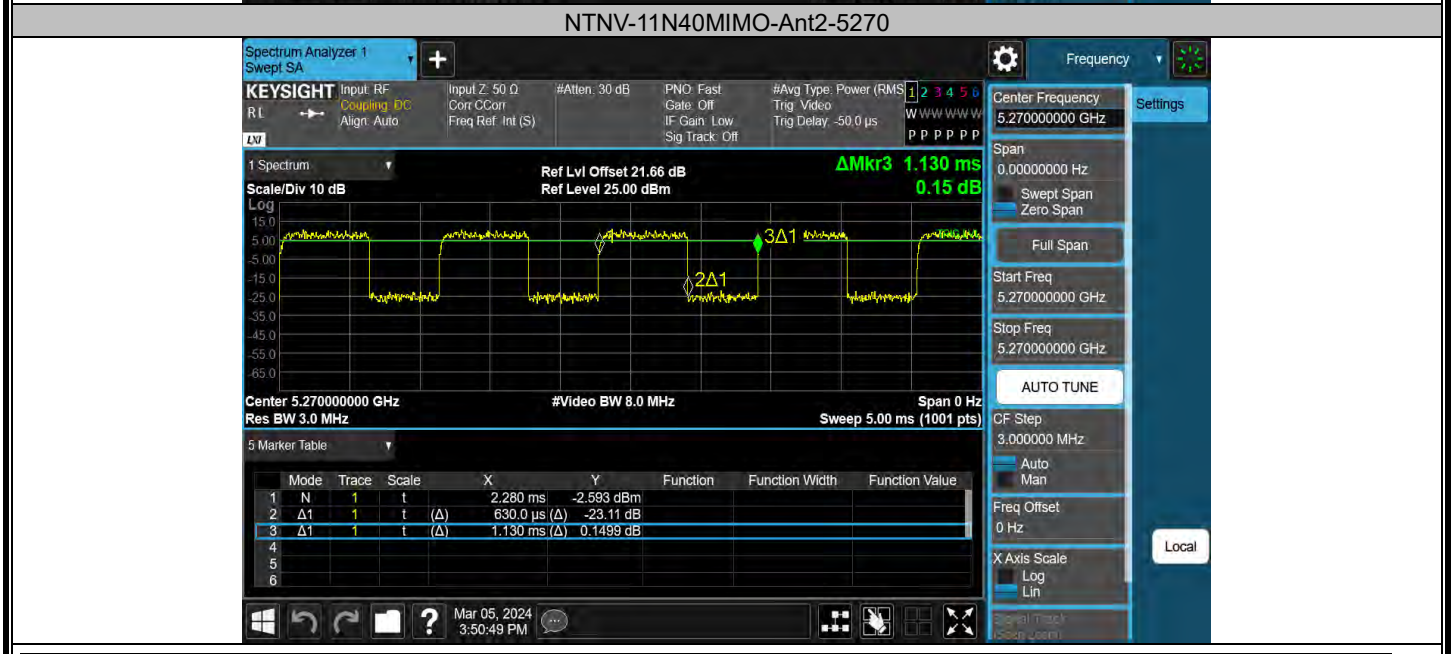 NTNV-11N40MIMO-Ant2-5270
Spectrum Analyzer 1
Swept SA
+
Frequency
KEYSIGHT
RL
LXI
Input: RF
Coupling: DC
Align: Auto
Input Z: 50 Ω
Corr CCorr
Freq Ref: Int (S)
#Atten: 30 dB
PNO: Fast
Gate: Off
IF Gain: Low
Sig Track: Off
#Avg Type: Power (RMS
Trig: Video
Trig Delay: -50.0 µs
1 2 3 4 5 6
W W W W W W
P P P P P P
1 Spectrum
Scale/Div 10 dB
Ref Lvl Offset 21.66 dB
Ref Level 25.00 dBm
ΔMkr3 1.130 ms
0.15 dB
Log
15.0
5.00
-5.00
-15.0
-25.0
-35.0
-45.0
-55.0
-65.0
1
2Δ1
3Δ1
Center 5.270000000 GHz
#Video BW 8.0 MHz
Span 0 Hz
Res BW 3.0 MHz
Sweep 5.00 ms (1001 pts)
5 Marker Table
Mode Trace Scale X Y Function Function Width Function Value
1 N 1 t 2.280 ms -2.593 dBm
2 Δ1 1 t (Δ) 630.0 µs (Δ) -23.11 dB
3 Δ1 1 t (Δ) 1.130 ms (Δ) 0.1499 dB
4
5
6
Mar 05, 2024
3:50:49 PM
Center Frequency
5.270000000 GHz
Settings
Span
0.00000000 Hz
Swept Span
Zero Span
Full Span
Start Freq
5.270000000 GHz
Stop Freq
5.270000000 GHz
AUTO TUNE
CF Step
3.000000 MHz
Auto
Man
Freq Offset
0 Hz
X Axis Scale
Log
Lin
Local
Signal Track
(Span Zoom)